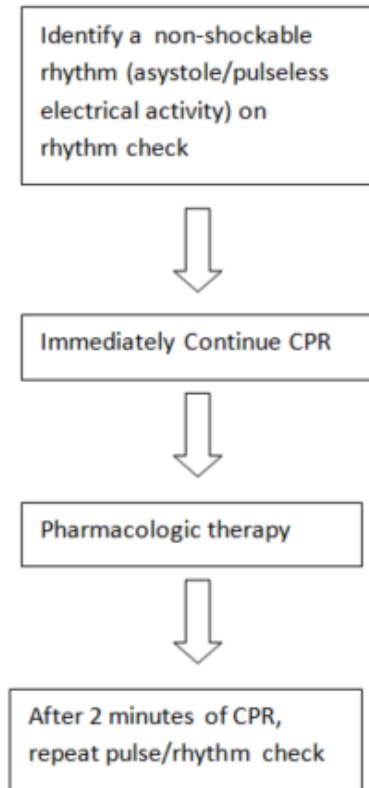 Identify a non-shockable
rhythm (asystole/pulseless
electrical activity) on
rhythm check
Immediately Continue CPR
Pharmacologic therapy
After 2 minutes of CPR,
repeat pulse/rhythm check